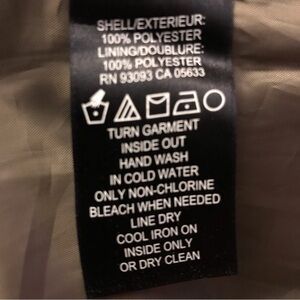 SHELL/EXTERIEUR:
100% POLYESTER
LINING/DOUBLURE:
100% POLYESTER
RN 93093 CA 05633
TURN GARMENT
INSIDE OUT
HAND WASH
IN COLD WATER
ONLY NON-CHLORINE
BLEACH WHEN NEEDED
LINE DRY
COOL IRON ON
INSIDE ONLY
OR DRY CLEAN